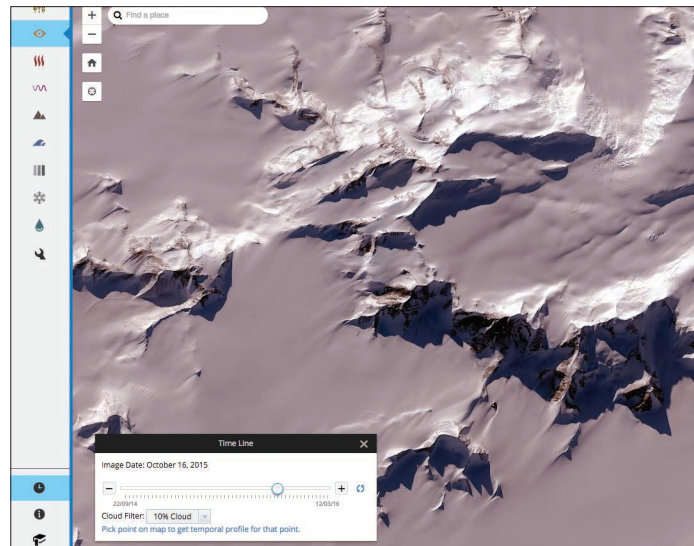 Find a place
Time Line
Image Date: October 16, 2015
22/09/14 12/03/16
Cloud Filter: 10% Cloud
Pick point on map to get temporal profile for that point.